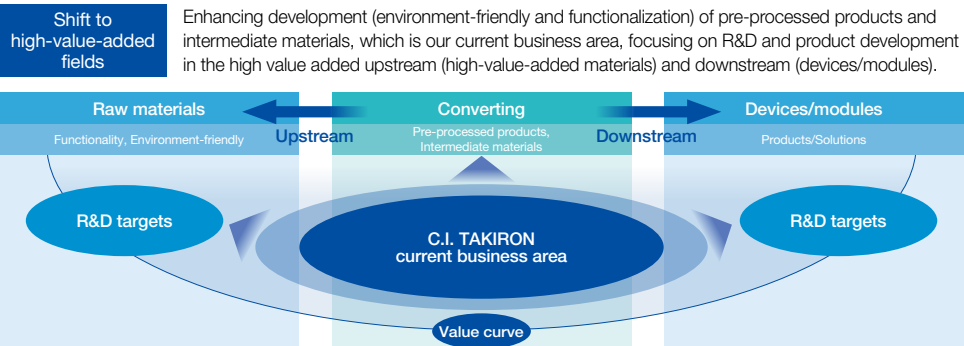 Shift to
high-value-added
fields
Enhancing development (environment-friendly and functionalization) of pre-processed products and
intermediate materials, which is our current business area, focusing on R&D and product development
in the high value added upstream (high-value-added materials) and downstream (devices/modules).
Raw materials
Functionality, Environment-friendly
Upstream
Converting
Pre-processed products,
Intermediate materials
Downstream
Devices/modules
Products/Solutions
R&D targets
C.I. TAKIRON
current business area
R&D targets
Value curve